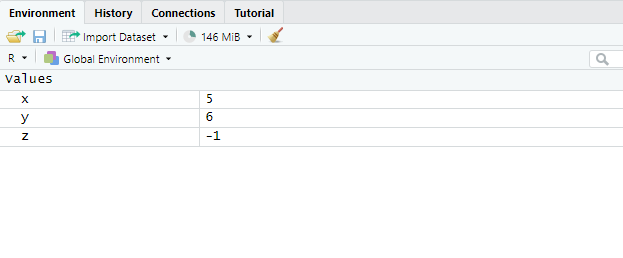 Environment History Connections Tutorial
Import Dataset 146 MiB
R Global Environment
Values
x 5
y 6
z -1